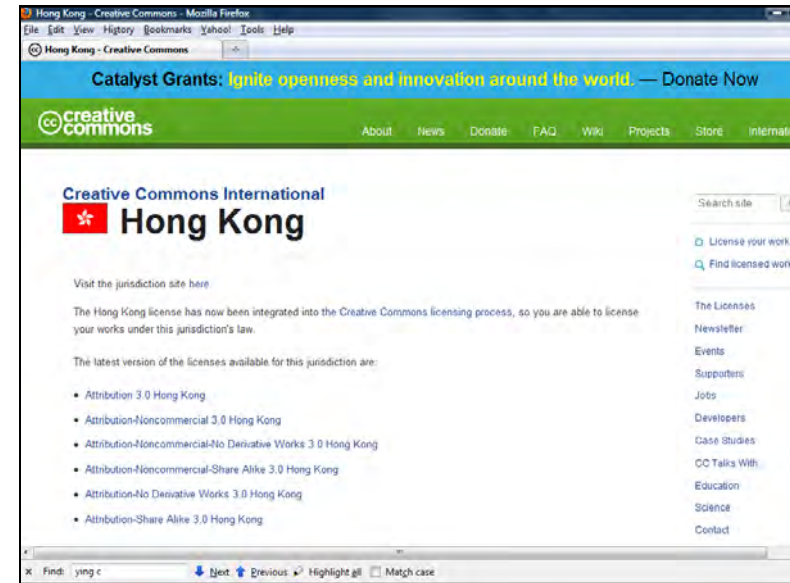 Hong Kong - Creative Commons - Mozilla Firefox
File Edit View History Bookmarks Yahoo! Tools Help
Hong Kong - Creative Commons
Catalyst Grants: Ignite openness and innovation around the world. — Donate Now
cc creative commons
About News Donate FAQ Wiki Projects Store Internati
Creative Commons International
Hong Kong
Search site
License your work
Find licensed work
Visit the jurisdiction site here.
The Hong Kong license has now been integrated into the Creative Commons licensing process, so you are able to license
your works under this jurisdiction's law.
The latest version of the licenses available for this jurisdiction are:
• Attribution 3.0 Hong Kong
• Attribution-Noncommercial 3.0 Hong Kong
• Attribution-Noncommercial-No Derivative Works 3.0 Hong Kong
• Attribution-Noncommercial-Share Alike 3.0 Hong Kong
• Attribution-No Derivative Works 3.0 Hong Kong
• Attribution-Share Alike 3.0 Hong Kong
The Licenses
Newsletter
Events
Supporters
Jobs
Developers
Case Studies
CC Talks With
Education
Science
Contact
x Find: ying c Next Previous Highlight all Match case